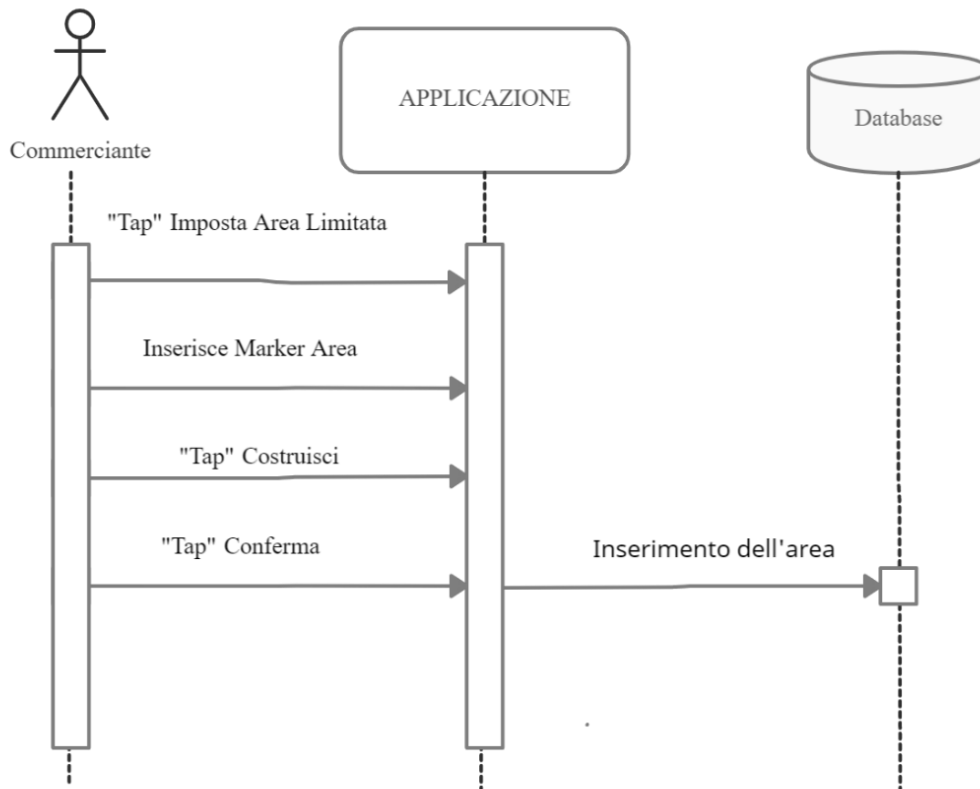 APPLICAZIONE
Database
Commerciante
"Tap" Imposta Area Limitata
Inserisce Marker Area
"Tap" Costruisci
"Tap" Conferma
Inserimento dell'area